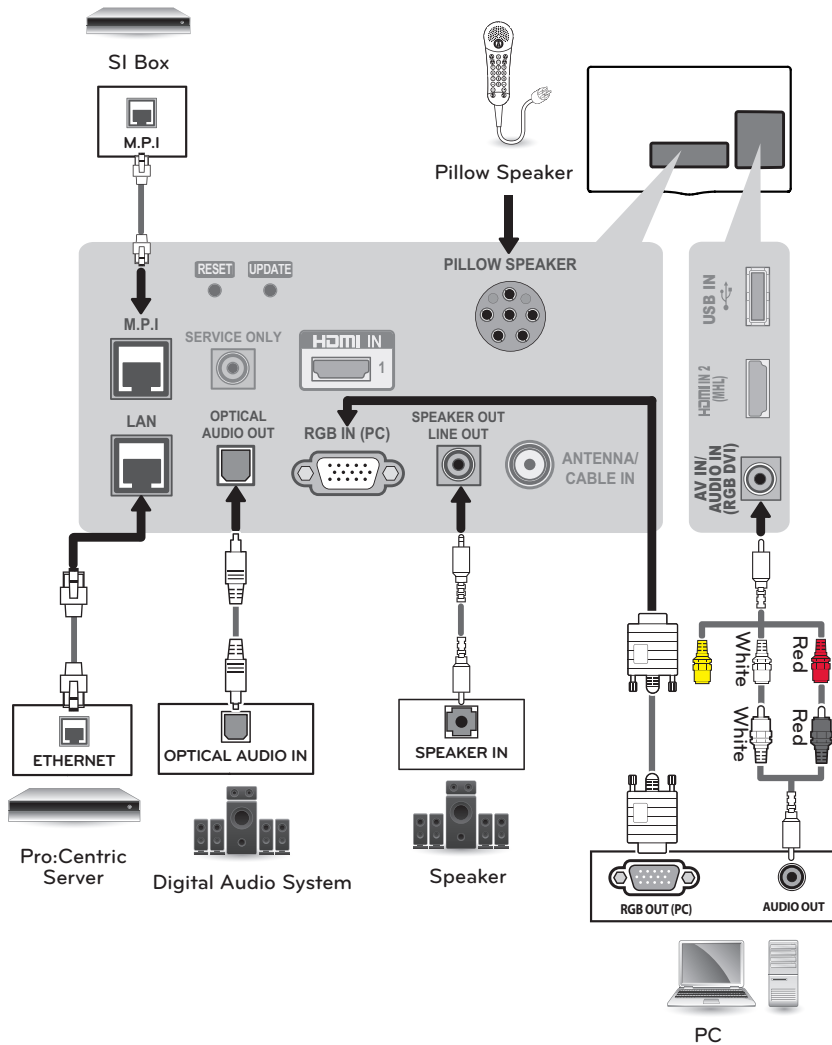 SI Box
M.P.I
Pillow Speaker
RESET
UPDATE
PILLOW SPEAKER
M.P.I
SERVICE ONLY
HDMI IN
1
LAN
OPTICAL
AUDIO OUT
RGB IN (PC)
SPEAKER OUT
LINE OUT
ANTENNA/
CABLE IN
USB IN
HDMI IN 2
(MHL)
AV IN/
AUDIO IN
(RGB DVI)
White
Red
White
Red
ETHERNET
OPTICAL AUDIO IN
SPEAKER IN
Pro:Centric
Server
Digital Audio System
Speaker
RGB OUT (PC)
AUDIO OUT
PC